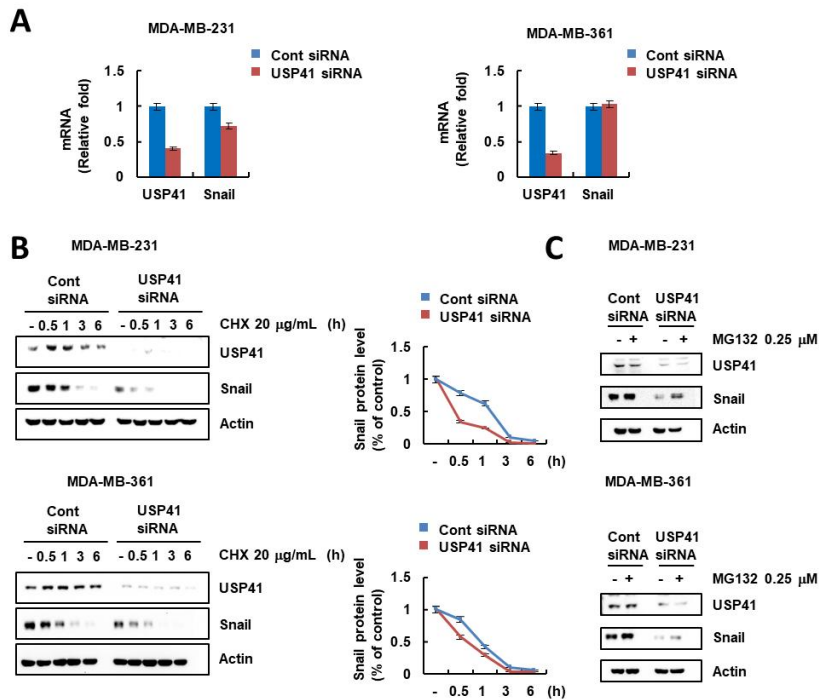 A
MDA-MB-231
Cont siRNA
USP41 siRNA
mRNA
(Relative fold)
1.5
1
0.5
0
USP41 Snail
MDA-MB-361
Cont siRNA
USP41 siRNA
mRNA
(Relative fold)
1.5
1
0.5
0
USP41 Snail
B
MDA-MB-231
Cont
siRNA
USP41
siRNA
- 0.5 1 3 6 - 0.5 1 3 6 CHX 20 μg/mL (h)
USP41
Snail
Actin
Cont siRNA
USP41 siRNA
Snail protein level
(% of control)
1.5
1
0.5
0
- 0.5 1 3 6 (h)
MDA-MB-361
Cont
siRNA
USP41
siRNA
- 0.5 1 3 6 - 0.5 1 3 6 CHX 20 μg/mL (h)
USP41
Snail
Actin
Cont siRNA
USP41 siRNA
Snail protein level
(% of control)
1.5
1
0.5
0
- 0.5 1 3 6 (h)
C
MDA-MB-231
Cont
siRNA
USP41
siRNA
- + - + MG132 0.25 μM
USP41
Snail
Actin
MDA-MB-361
Cont
siRNA
USP41
siRNA
- + - + MG132 0.25 μM
USP41
Snail
Actin